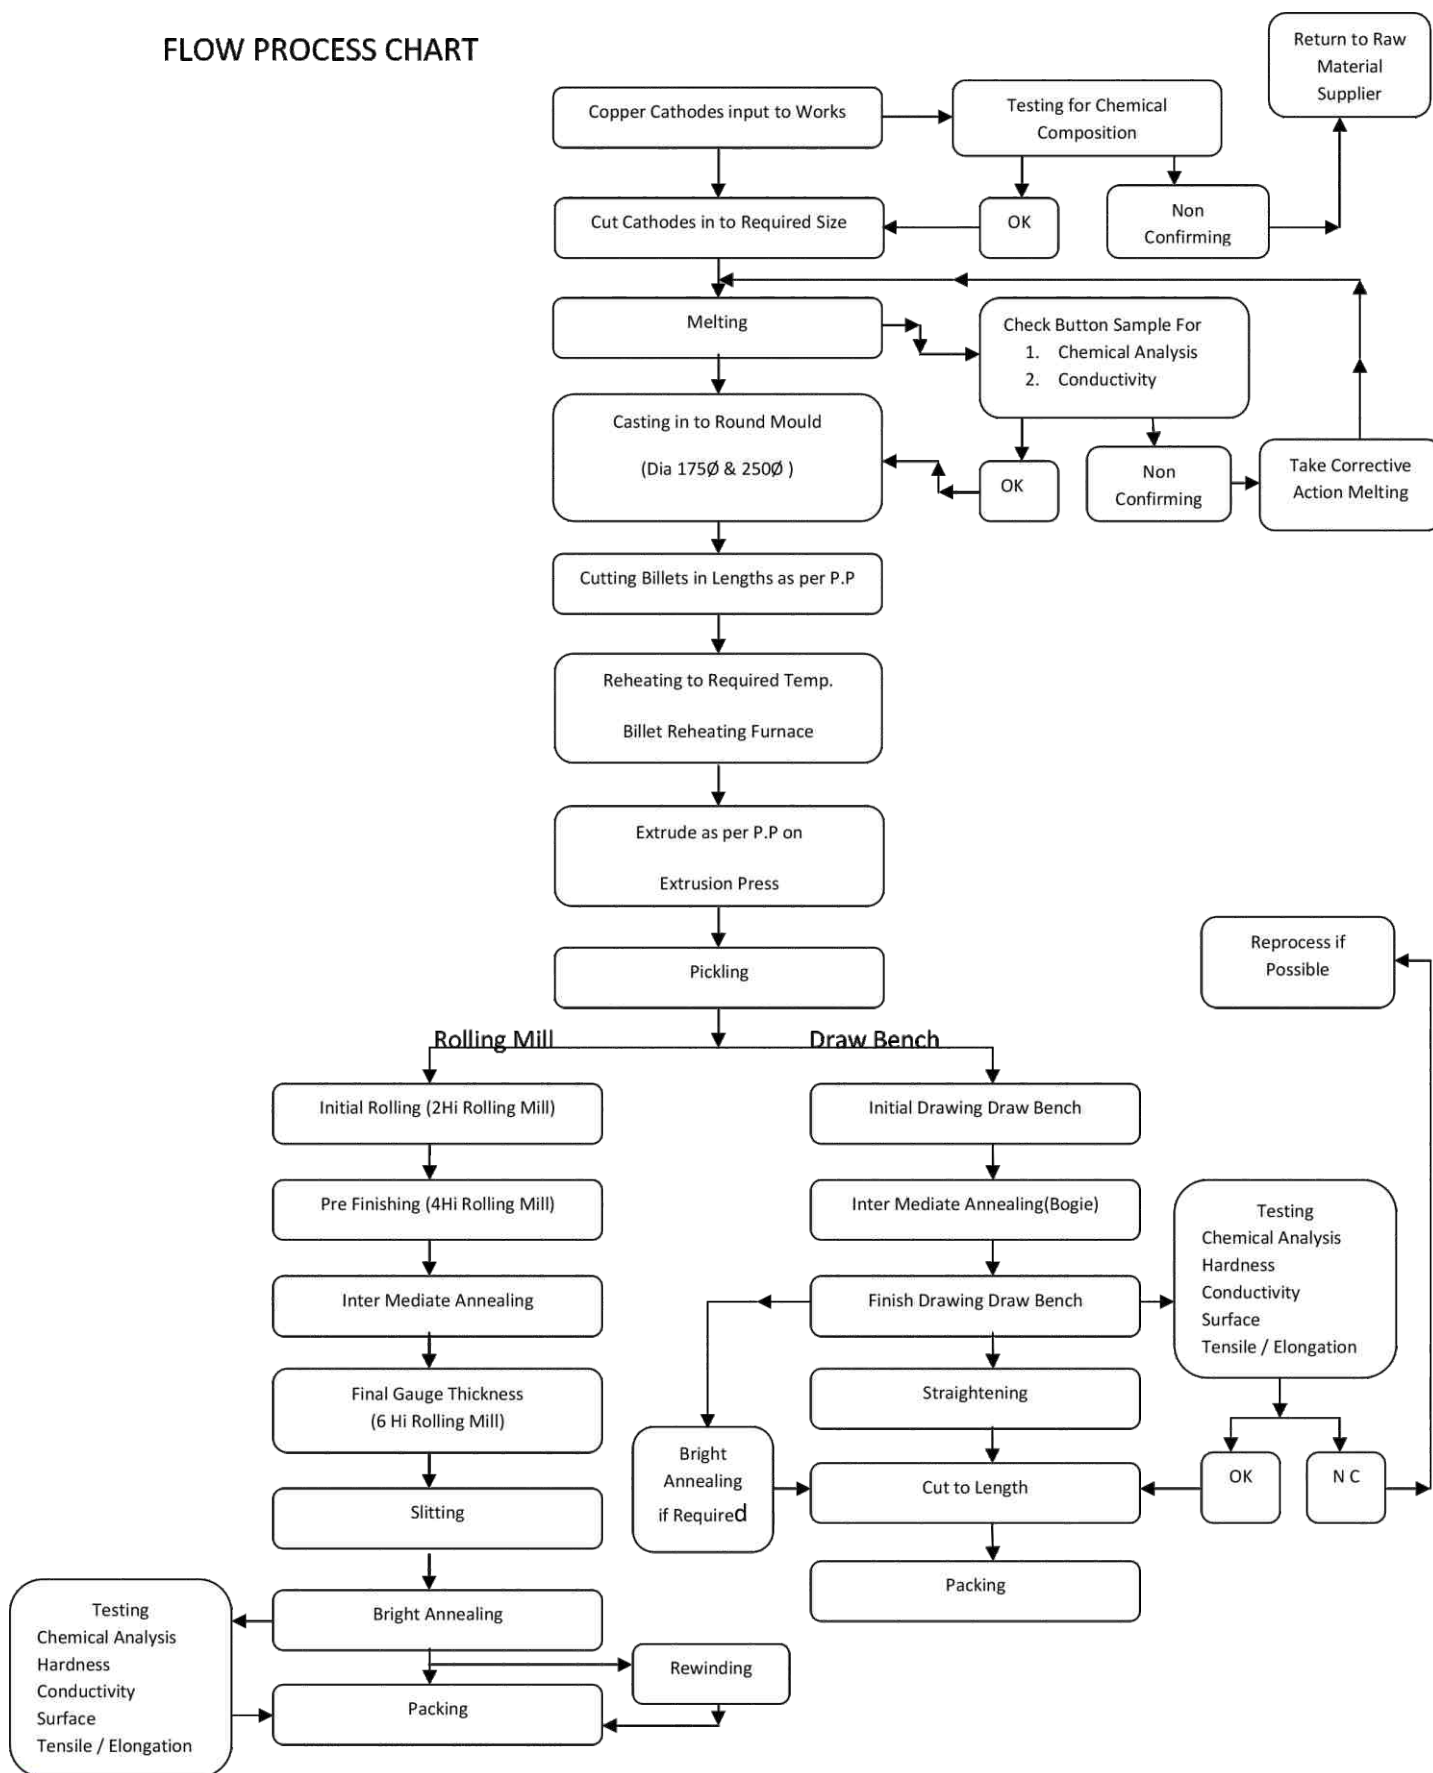 FLOW PROCESS CHART
Return to Raw
Material
Supplier
Copper Cathodes input to Works
Testing for Chemical
Composition
Cut Cathodes in to Required Size
OK
Non
Confirming
Melting
Check Button Sample For
1. Chemical Analysis
2. Conductivity
Casting in to Round Mould
(Dia 175Ø & 250Ø )
OK
Non
Confirming
Take Corrective
Action Melting
Cutting Billets in Lengths as per P.P
Reheating to Required Temp.
Billet Reheating Furnace
Extrude as per P.P on
Extrusion Press
Pickling
Reprocess if
Possible
Rolling Mill
Draw Bench
Initial Rolling (2Hi Rolling Mill)
Initial Drawing Draw Bench
Pre Finishing (4Hi Rolling Mill)
Inter Mediate Annealing(Bogie)
Testing
Chemical Analysis
Hardness
Conductivity
Surface
Tensile / Elongation
Inter Mediate Annealing
Finish Drawing Draw Bench
Final Gauge Thickness
(6 Hi Rolling Mill)
Straightening
Bright
Annealing
if Required
Cut to Length
OK
N C
Slitting
Packing
Testing
Chemical Analysis
Hardness
Conductivity
Surface
Tensile / Elongation
Bright Annealing
Rewinding
Packing